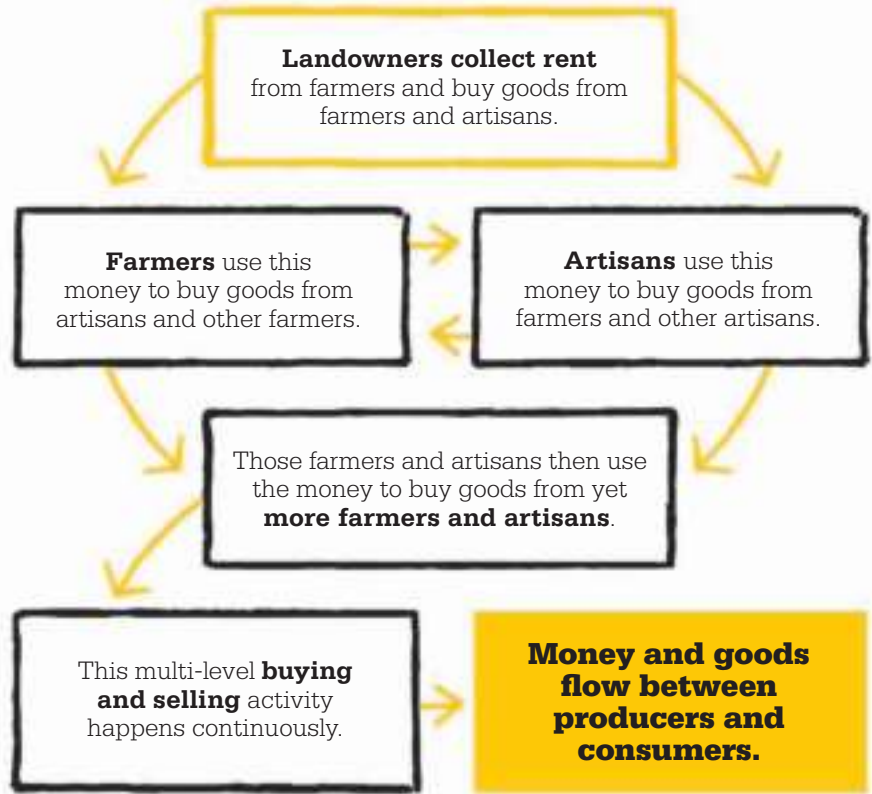 Landowners collect rent
from farmers and buy goods from
farmers and artisans.
Farmers use this
money to buy goods from
artisans and other farmers.
Artisans use this
money to buy goods from
farmers and other artisans.
Those farmers and artisans then use
the money to buy goods from yet
more farmers and artisans.
This multi-level buying
and selling activity
happens continuously.
Money and goods
flow between
producers and
consumers.